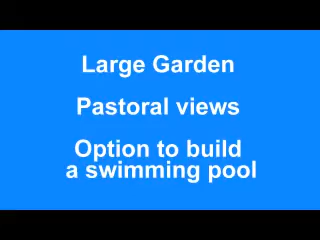 Large Garden
Pastoral views
Option to build
a swimming pool